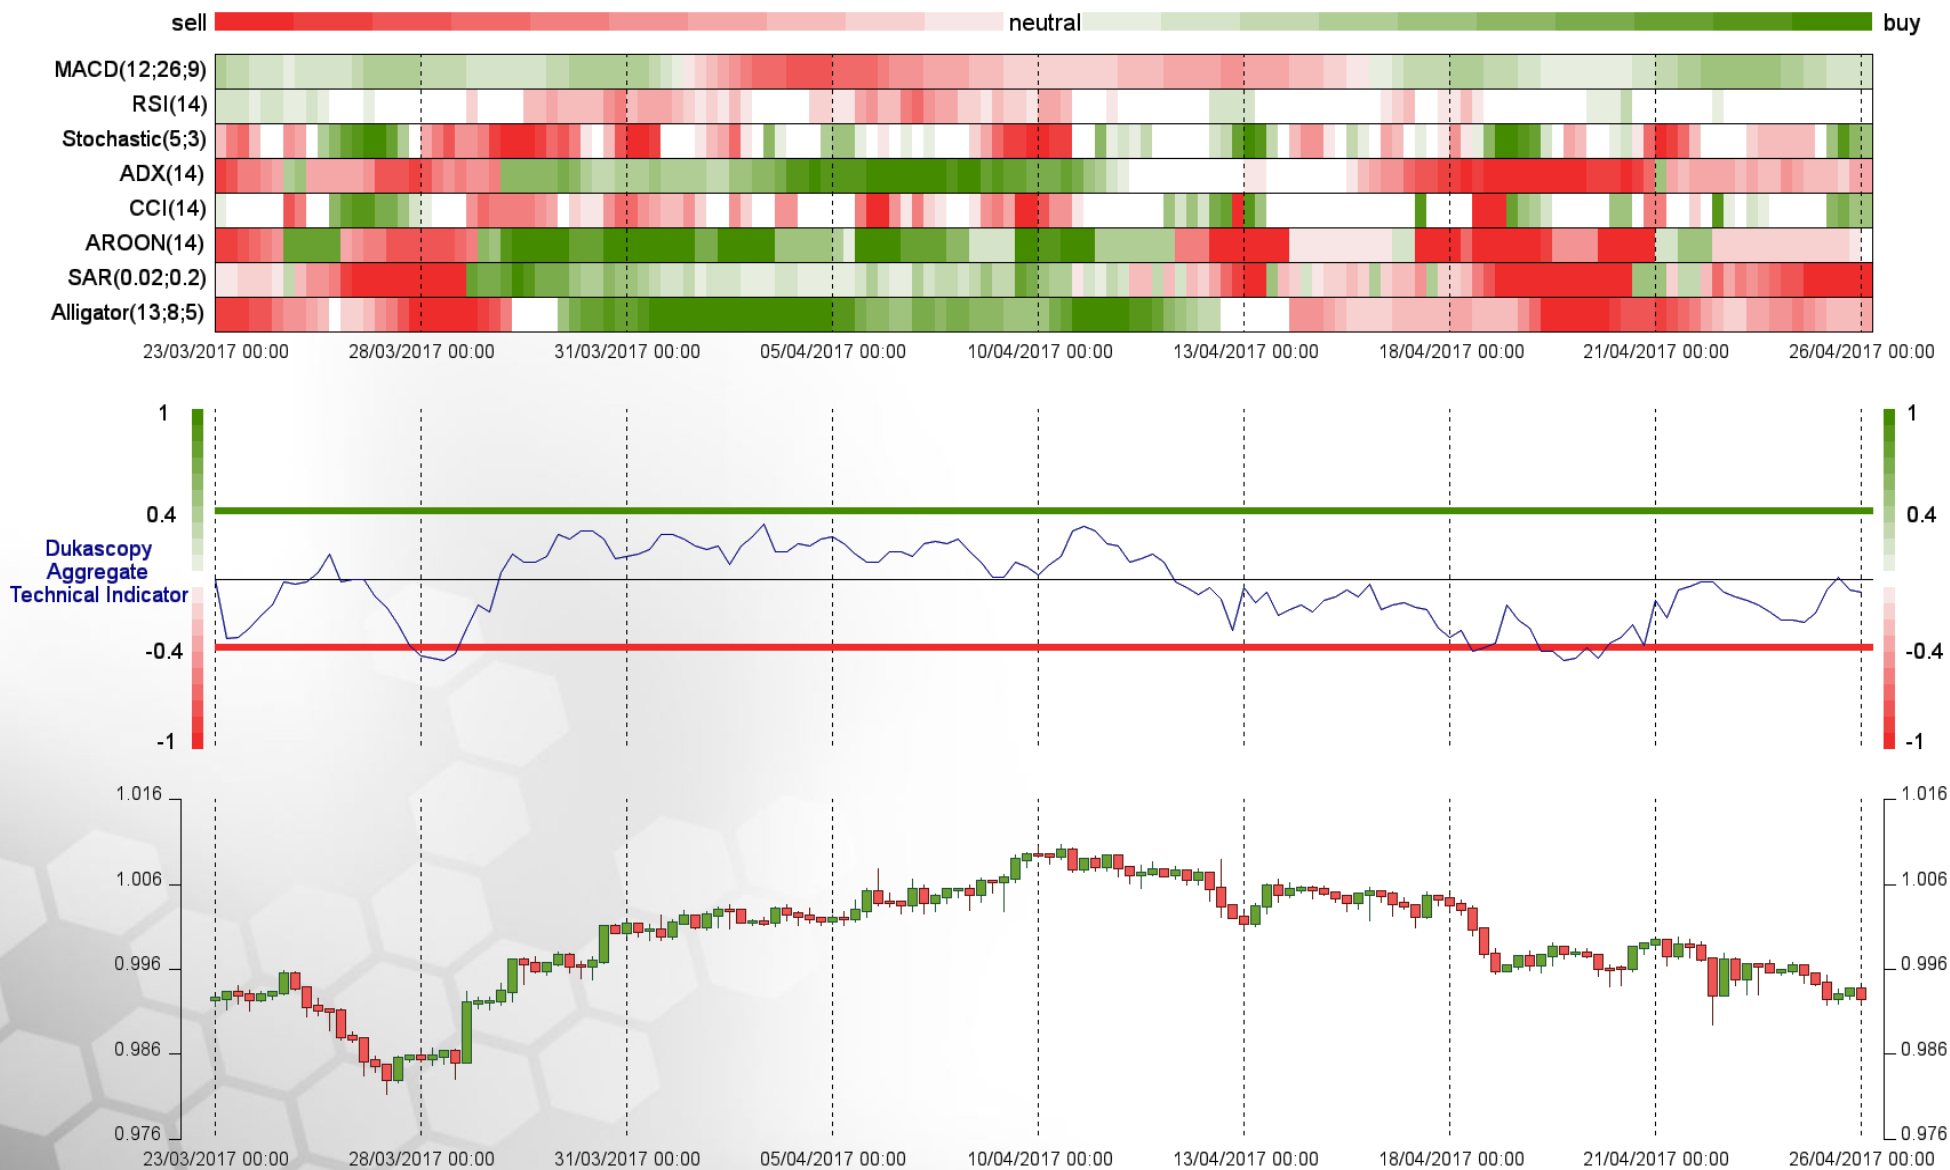 sell neutral buy
MACD(12;26;9)
RSI(14)
Stochastic(5;3)
ADX(14)
CCI(14)
AROON(14)
SAR(0.02;0.2)
Alligator(13;8;5)
23/03/2017 00:00 28/03/2017 00:00 31/03/2017 00:00 05/04/2017 00:00 10/04/2017 00:00 13/04/2017 00:00 18/04/2017 00:00 21/04/2017 00:00 26/04/2017 00:00
1 1
0.4 0.4
Dukascopy
Aggregate
Technical Indicator
-0.4 -0.4
-1 -1
1.016 1.016
1.006 1.006
0.996 0.996
0.986 0.986
0.976 0.976
23/03/2017 00:00 28/03/2017 00:00 31/03/2017 00:00 05/04/2017 00:00 10/04/2017 00:00 13/04/2017 00:00 18/04/2017 00:00 21/04/2017 00:00 26/04/2017 00:00